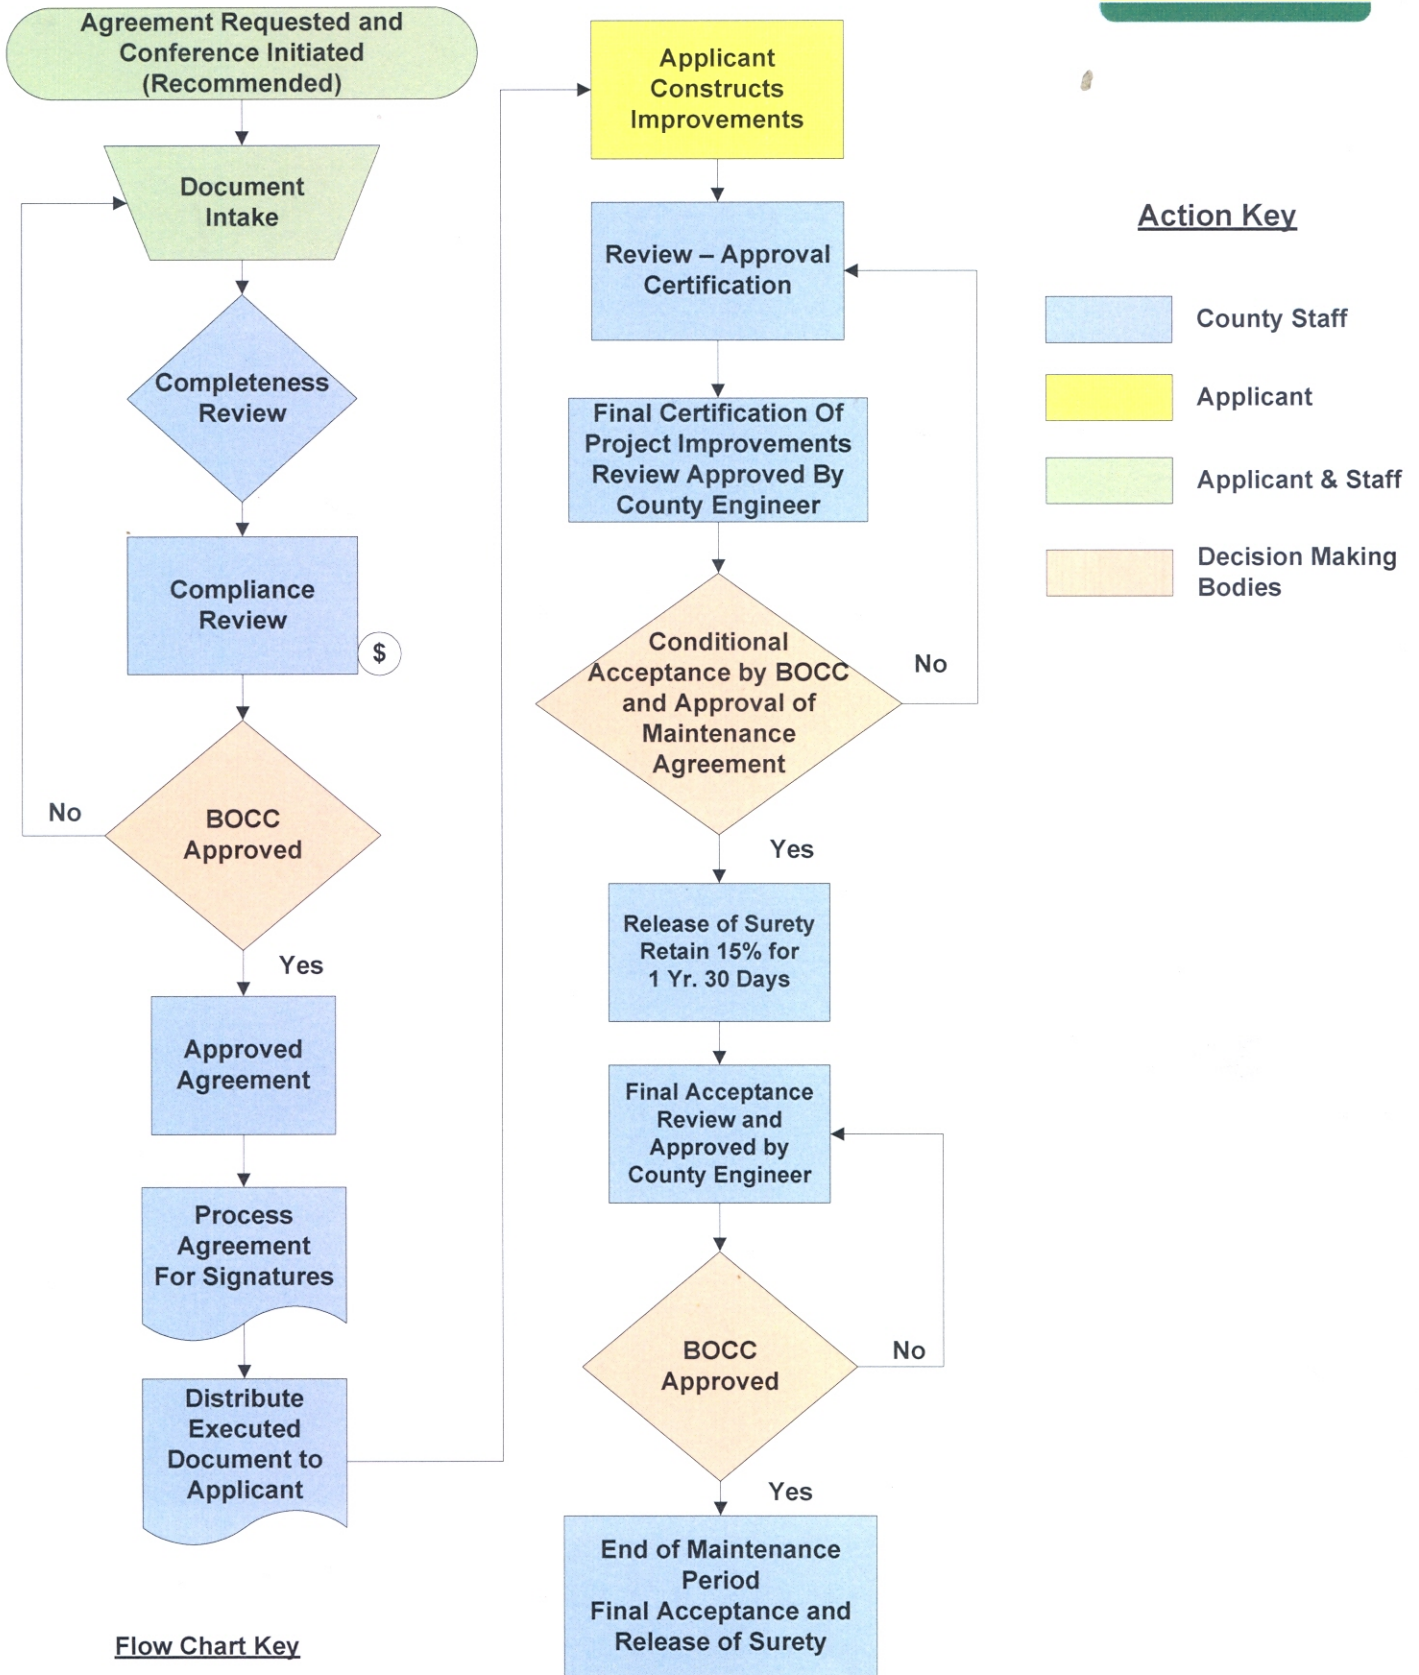 Agreement Requested and
Conference Initiated
(Recommended)
Document
Intake
Completeness
Review
Compliance
Review
$
No
BOCC
Approved
Yes
Approved
Agreement
Process
Agreement
For Signatures
Distribute
Executed
Document to
Applicant
Flow Chart Key
Applicant
Constructs
Improvements
Review – Approval
Certification
Final Certification Of
Project Improvements
Review Approved By
County Engineer
Conditional
Acceptance by BOCC
and Approval of
Maintenance
Agreement
No
Yes
Release of Surety
Retain 15% for
1 Yr. 30 Days
Final Acceptance
Review and
Approved by
County Engineer
BOCC
Approved
No
Yes
End of Maintenance
Period
Final Acceptance and
Release of Surety
Action Key
County Staff
Applicant
Applicant & Staff
Decision Making
Bodies